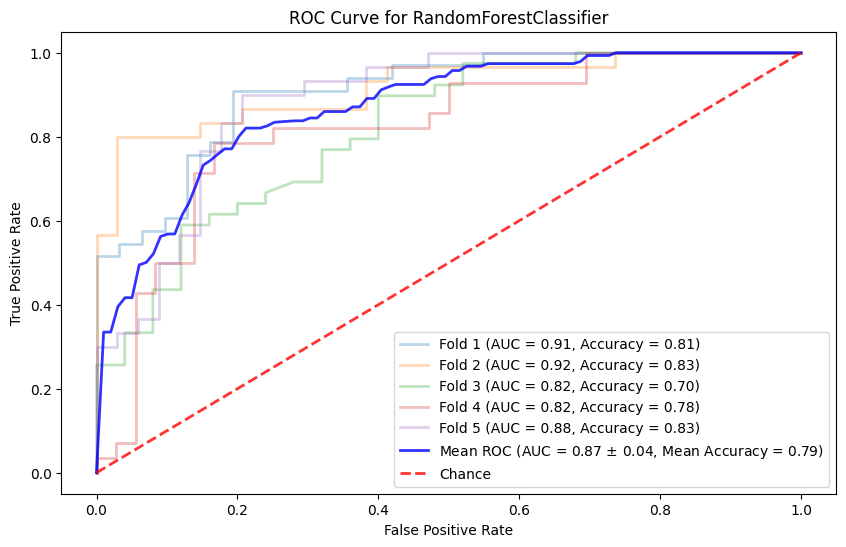 ROC Curve for RandomForestClassifier
1.0
0.8
0.6
0.4
0.2
0.0
True Positive Rate
Fold 1 (AUC = 0.91, Accuracy = 0.81)
Fold 2 (AUC = 0.92, Accuracy = 0.83)
Fold 3 (AUC = 0.82, Accuracy = 0.70)
Fold 4 (AUC = 0.82, Accuracy = 0.78)
Fold 5 (AUC = 0.88, Accuracy = 0.83)
Mean ROC (AUC = 0.87 ± 0.04, Mean Accuracy = 0.79)
Chance
0.0 0.2 0.4 0.6 0.8 1.0
False Positive Rate